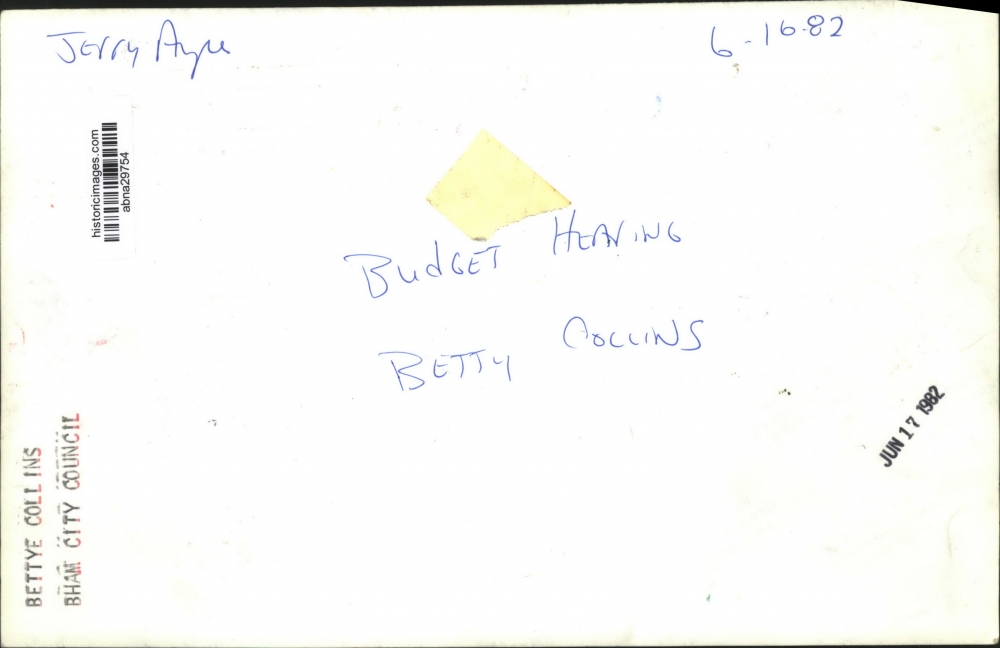 Jerry Ayre
6-16-82
historicimages.com
abna29754
BudGET HEARING
BETTY COLLINS
JUN 17 1982
BETTYE COLLINS
BHAM CITY COUNCIL